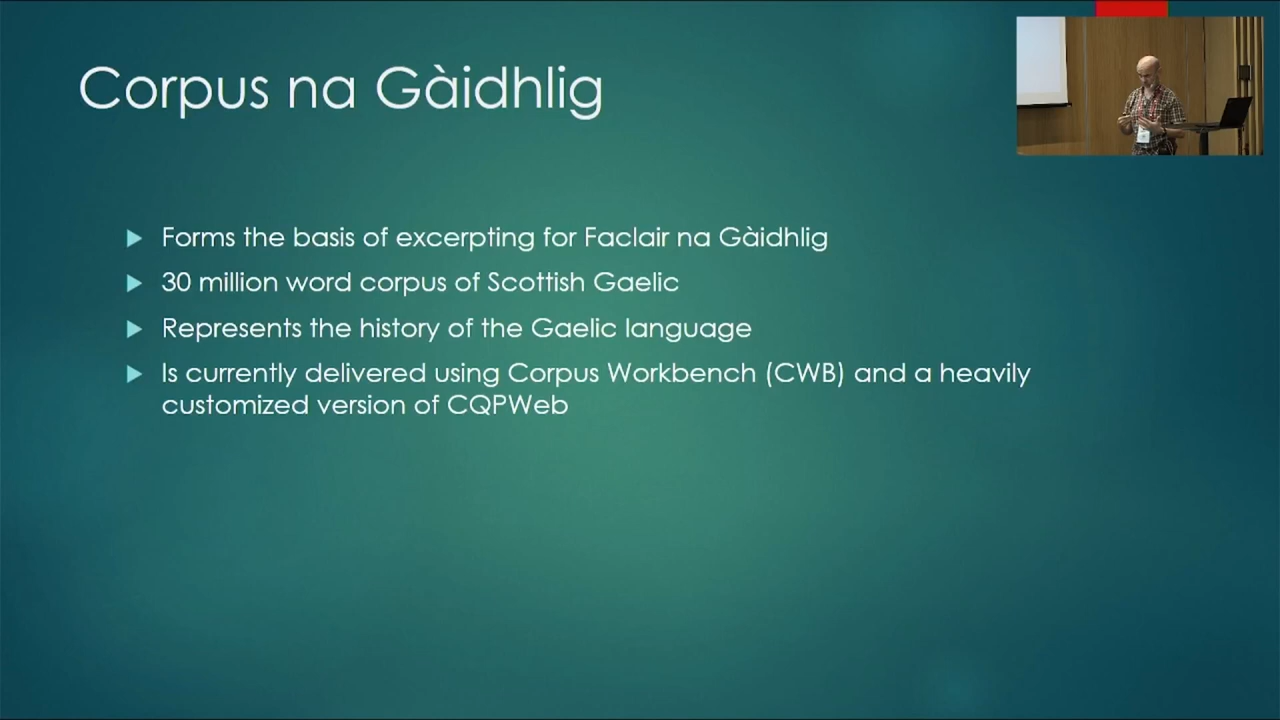 Corpus na Gàidhlig
Forms the basis of excerpting for Faclair na Gàidhlig
30 million word corpus of Scottish Gaelic
Represents the history of the Gaelic language
Is currently delivered using Corpus Workbench (CWB) and a heavily
customized version of CQPWeb